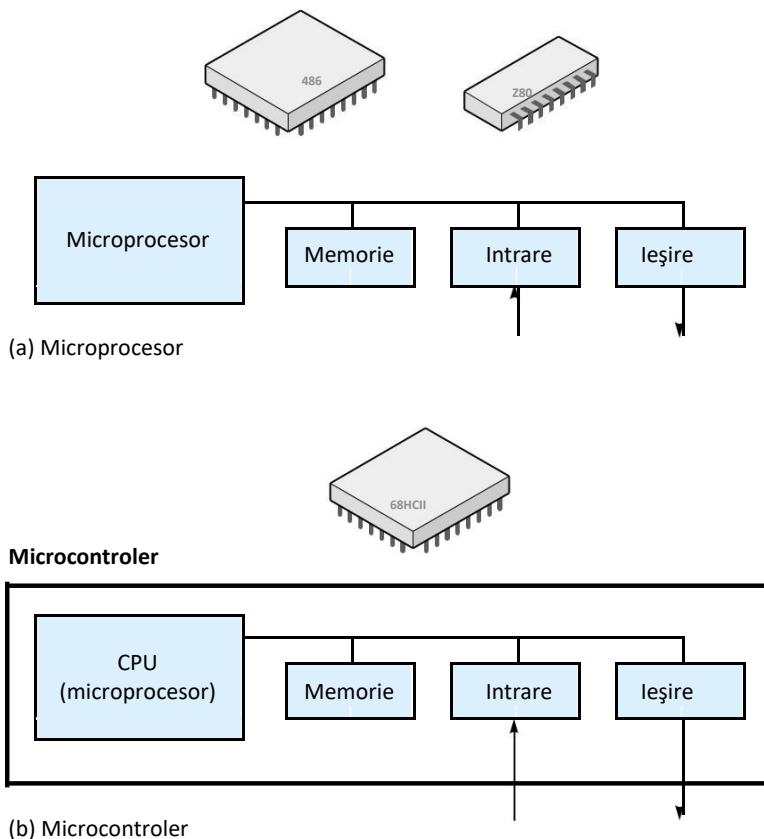 486
Z80
Microprocesor
Memorie
Intrare
Ieşire
(a) Microprocesor
68HCII
Microcontroler
CPU
(microprocesor)
Memorie
Intrare
Ieşire
(b) Microcontroler